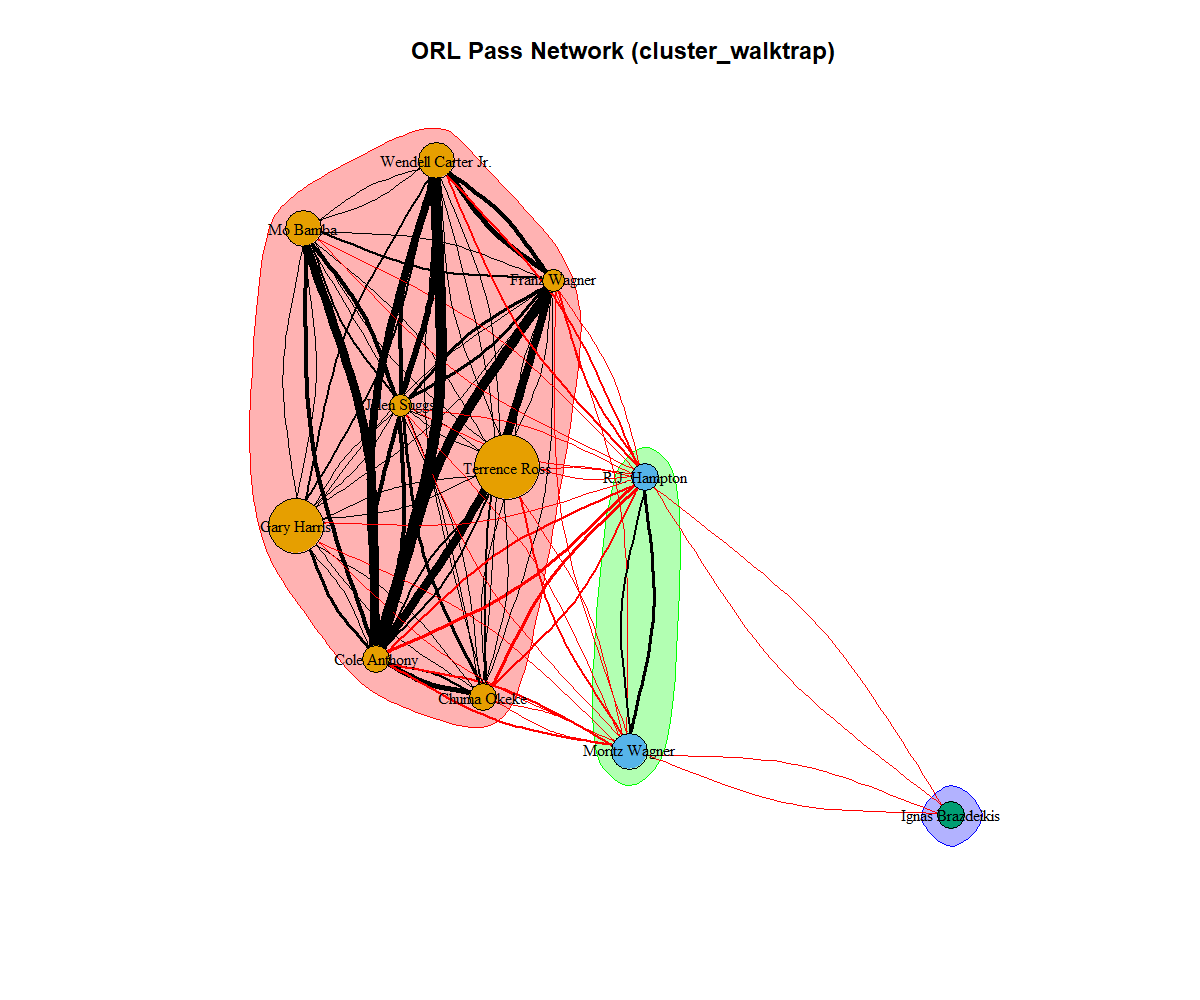 ORL Pass Network (cluster_walktrap)
Wendell Carter Jr.
Mo Bamba
Franz Wagner
Jalen Suggs
Terrence Ross
R.J. Hampton
Gary Harris
Cole Anthony
Chuma Okeke
Moritz Wagner
Ignas Brazdeikis